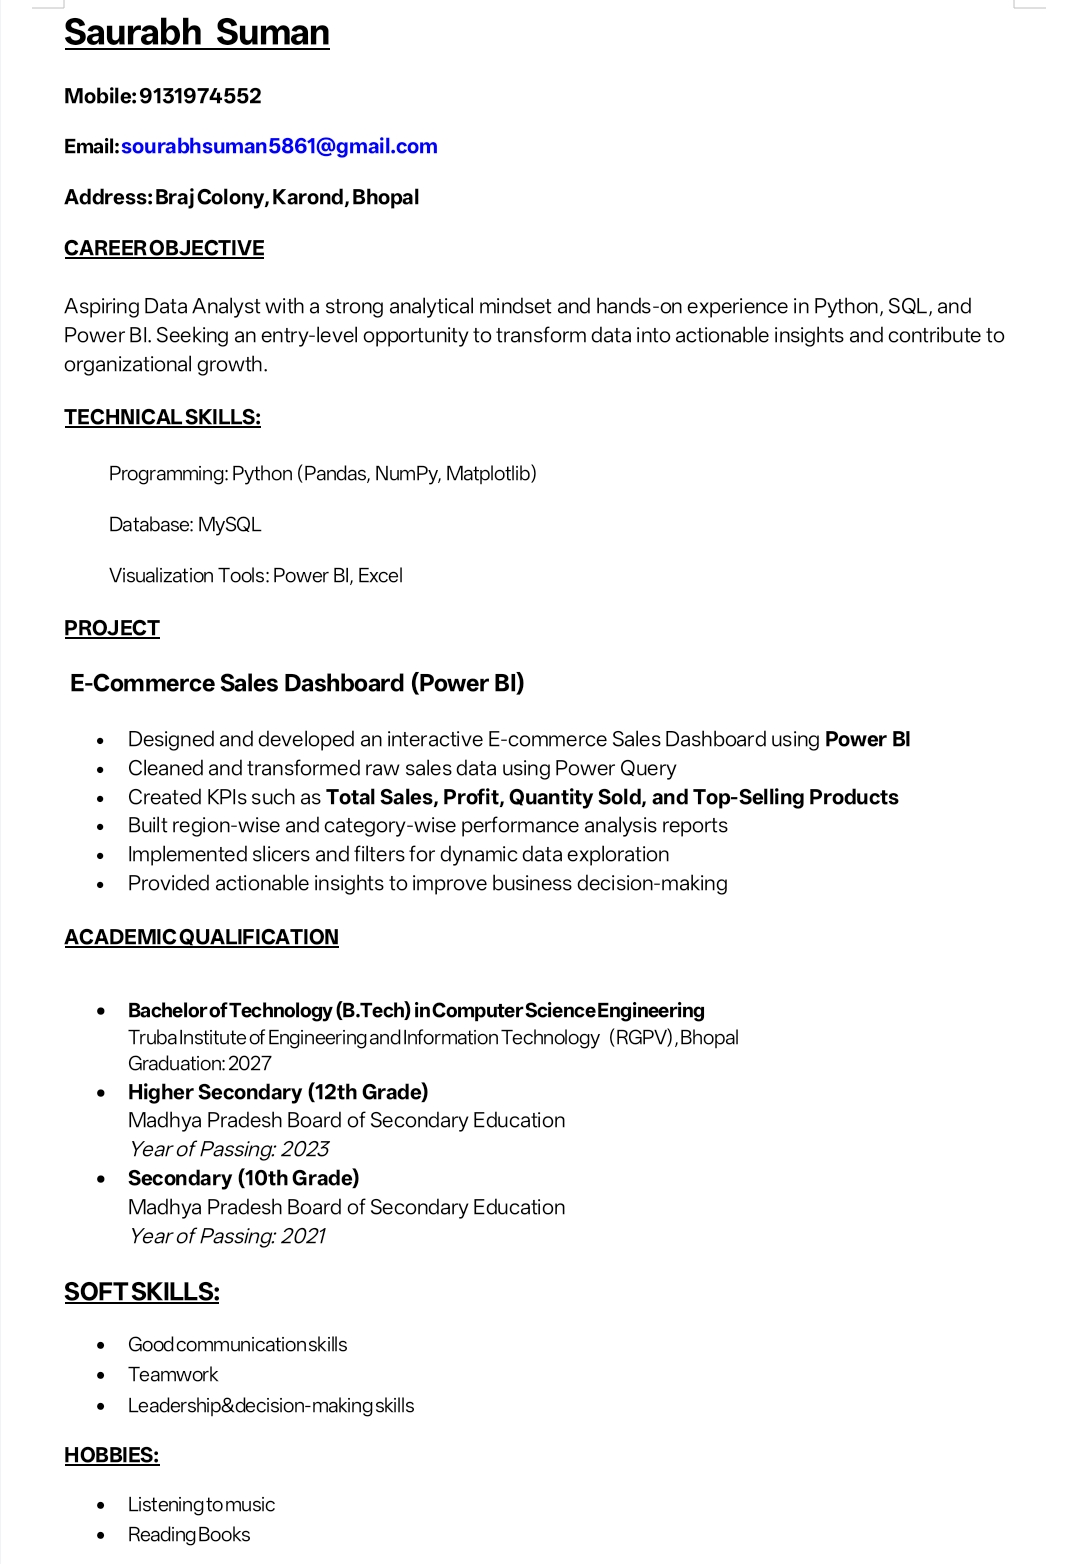 Saurabh Suman
Mobile: 9131974552
Email: sourabhsuman5861@gmail.com
Address: Braj Colony, Karond, Bhopal
CAREER OBJECTIVE
Aspiring Data Analyst with a strong analytical mindset and hands-on experience in Python, SQL, and
Power BI. Seeking an entry-level opportunity to transform data into actionable insights and contribute to
organizational growth.
TECHNICAL SKILLS:
Programming: Python (Pandas, NumPy, Matplotlib)
Database: MySQL
Visualization Tools: Power BI, Excel
PROJECT
E-Commerce Sales Dashboard (Power BI)
• Designed and developed an interactive E-commerce Sales Dashboard using Power BI
• Cleaned and transformed raw sales data using Power Query
• Created KPIs such as Total Sales, Profit, Quantity Sold, and Top-Selling Products
• Built region-wise and category-wise performance analysis reports
• Implemented slicers and filters for dynamic data exploration
• Provided actionable insights to improve business decision-making
ACADEMIC QUALIFICATION
• Bachelor of Technology (B.Tech) in Computer Science Engineering
Truba Institute of Engineering and Information Technology (RGPV), Bhopal
Graduation: 2027
• Higher Secondary (12th Grade)
Madhya Pradesh Board of Secondary Education
Year of Passing: 2023
• Secondary (10th Grade)
Madhya Pradesh Board of Secondary Education
Year of Passing: 2021
SOFT SKILLS:
• Good communication skills
• Teamwork
• Leadership & decision-making skills
HOBBIES:
• Listening to music
• Reading Books